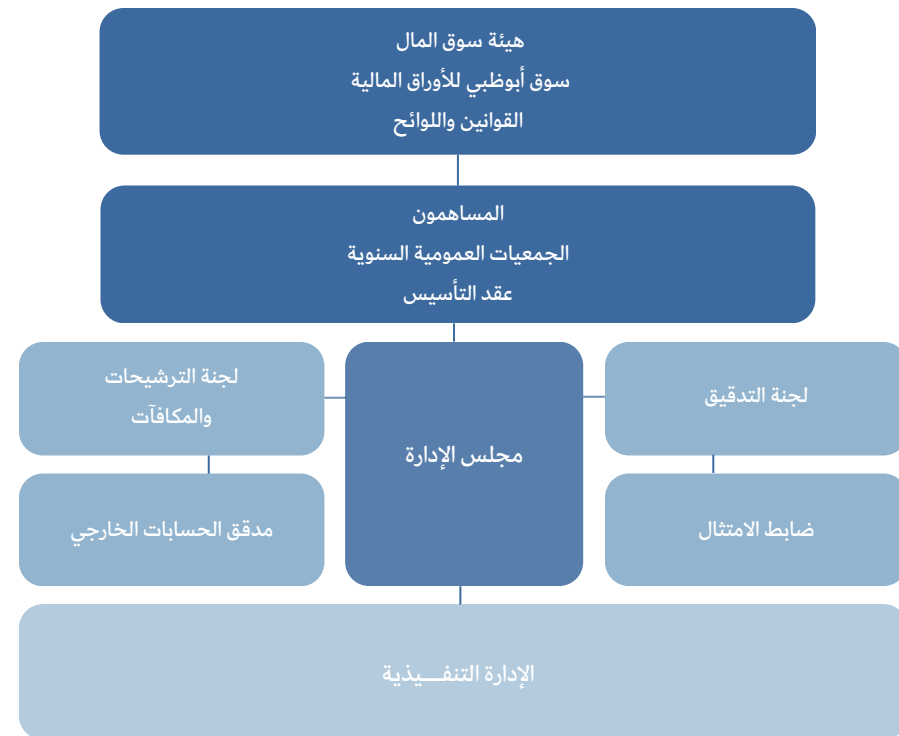 هيئة سوق المال
سوق أبوظبي للأوراق المالية
القوانين واللوائح
المساهمون
الجمعيات العمومية السنوية
عقد التأسيس
لجنة التدقيق
مجلس الإدارة
لجنة الترشيحات
والمكافآت
ضابط الامتثال
مدقق الحسابات الخارجي
الإدارة التنفـــيذية